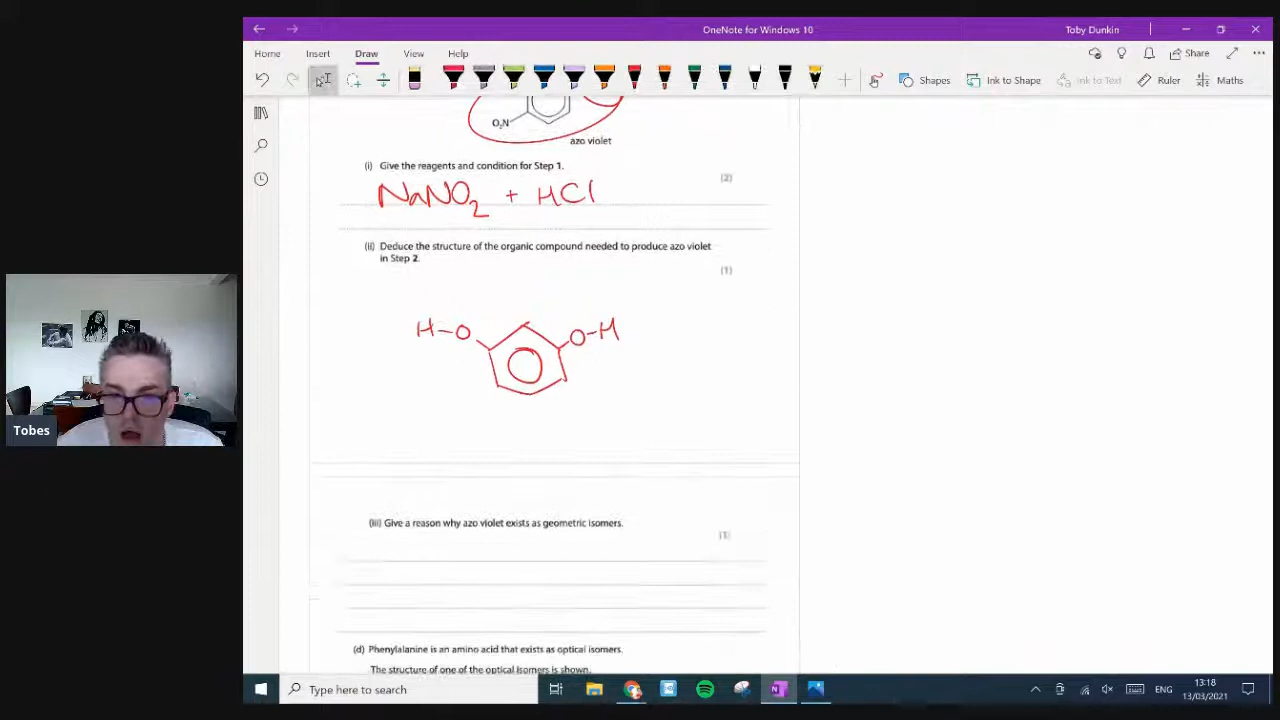 OneNote for Windows 10
Toby Dunkin
Home Insert Draw View Help
Share
Shapes Ink to Shape Ink to Text Ruler Maths
O₂N
azo violet
(i) Give the reagents and condition for Step 1.
(2)
NaNO₂ + HCl
(ii) Deduce the structure of the organic compound needed to produce azo violet
in Step 2.
(1)
H-O O-H
(iii) Give a reason why azo violet exists as geometric isomers.
(1)
(d) Phenylalanine is an amino acid that exists as optical isomers.
The structure of one of the optical isomers is shown.
Tobes
Type here to search
ENG
13:18
13/03/2021